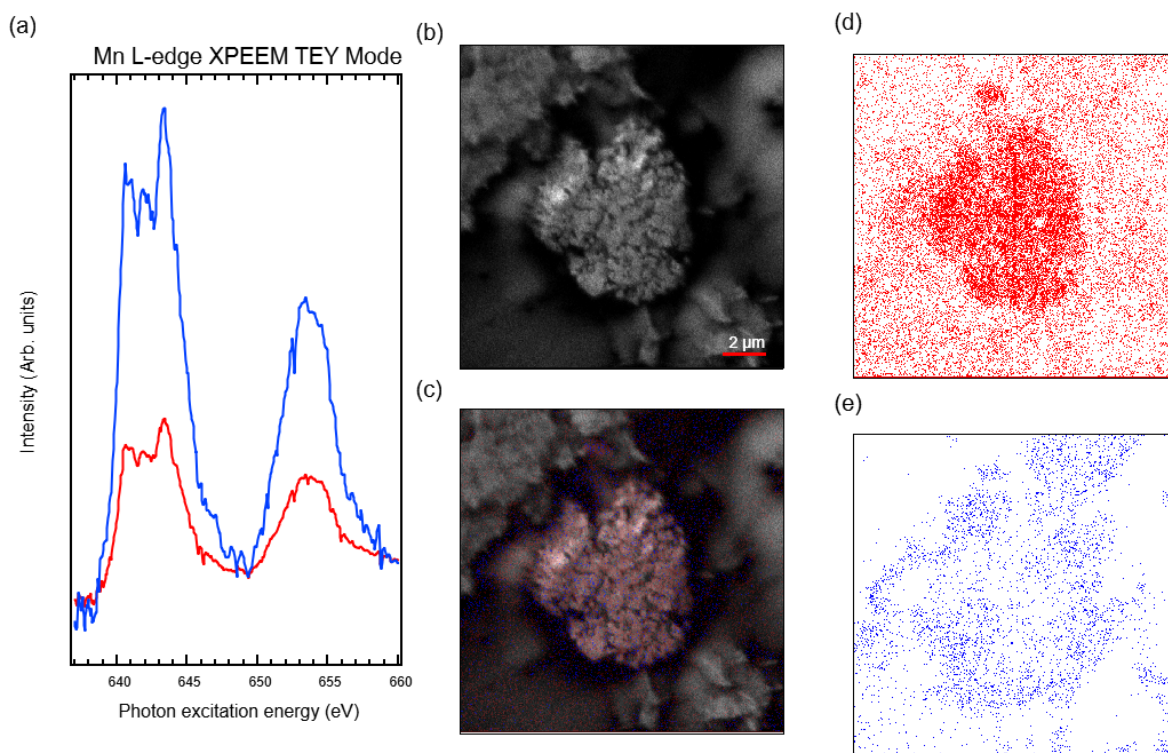 (a)
Mn L-edge XPEEM TEY Mode
Intensity (Arb. units)
640
645
650
655
660
Photon excitation energy (eV)
(b)
2 µm
(c)
(d)
(e)